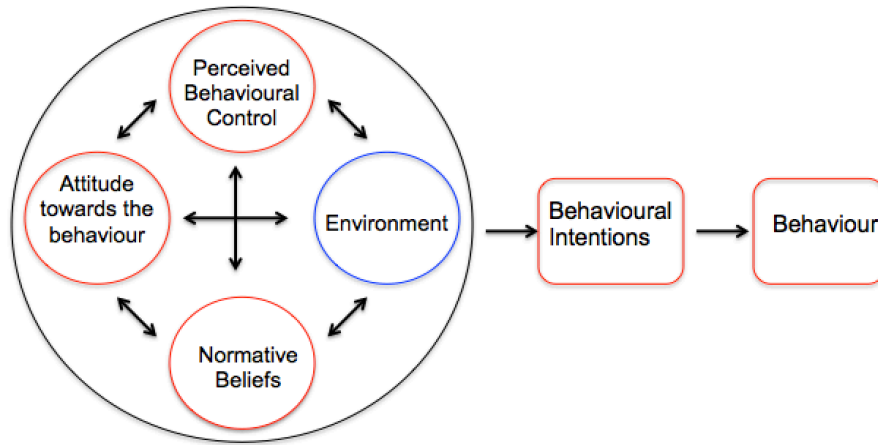 Perceived
Behavioural
Control
Attitude
towards the
behaviour
Environment
Normative
Beliefs
Behavioural
Intentions
Behaviour